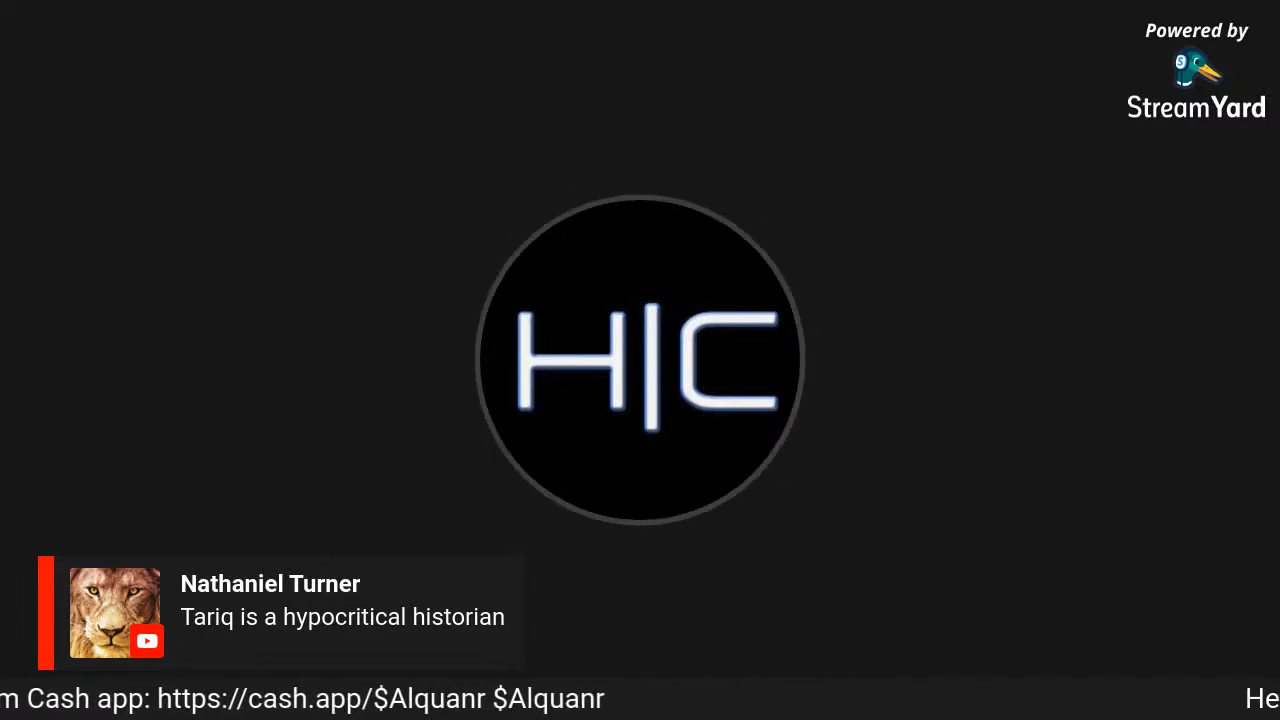 Powered by
StreamYard
H|C
Nathaniel Turner
Tariq is a hypocritical historian
m Cash app: https://cash.app/$Alquanr $Alquanr
He